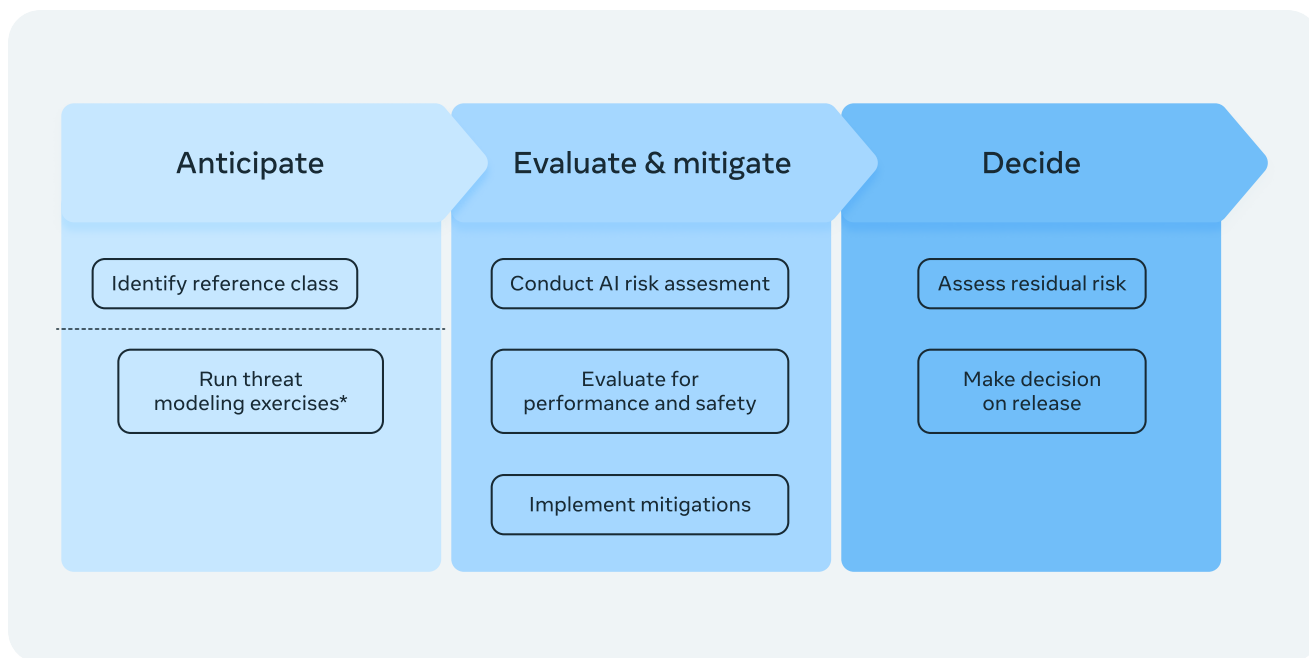 Anticipate
Evaluate & mitigate
Decide
Identify reference class
Run threat
modeling exercises*
Conduct AI risk assesment
Evaluate for
performance and safety
Implement mitigations
Assess residual risk
Make decision
on release